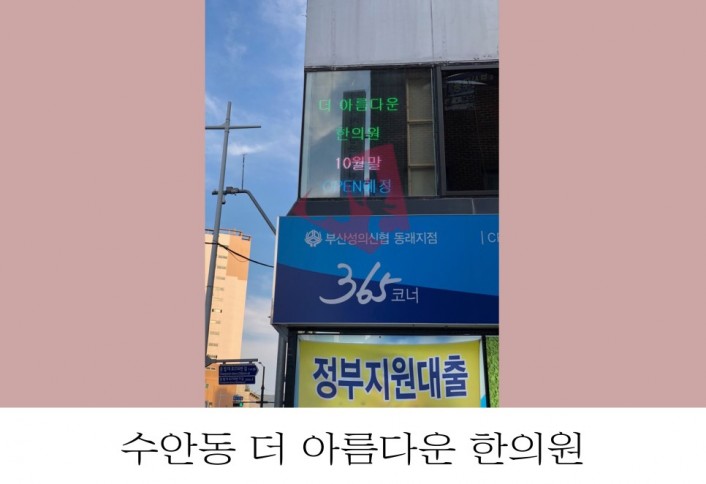 더 아름다운
한의원
10월말
OPEN예정
부산성의신협 동래지점
365코너
정부지원대출
수안동 더 아름다운 한의원